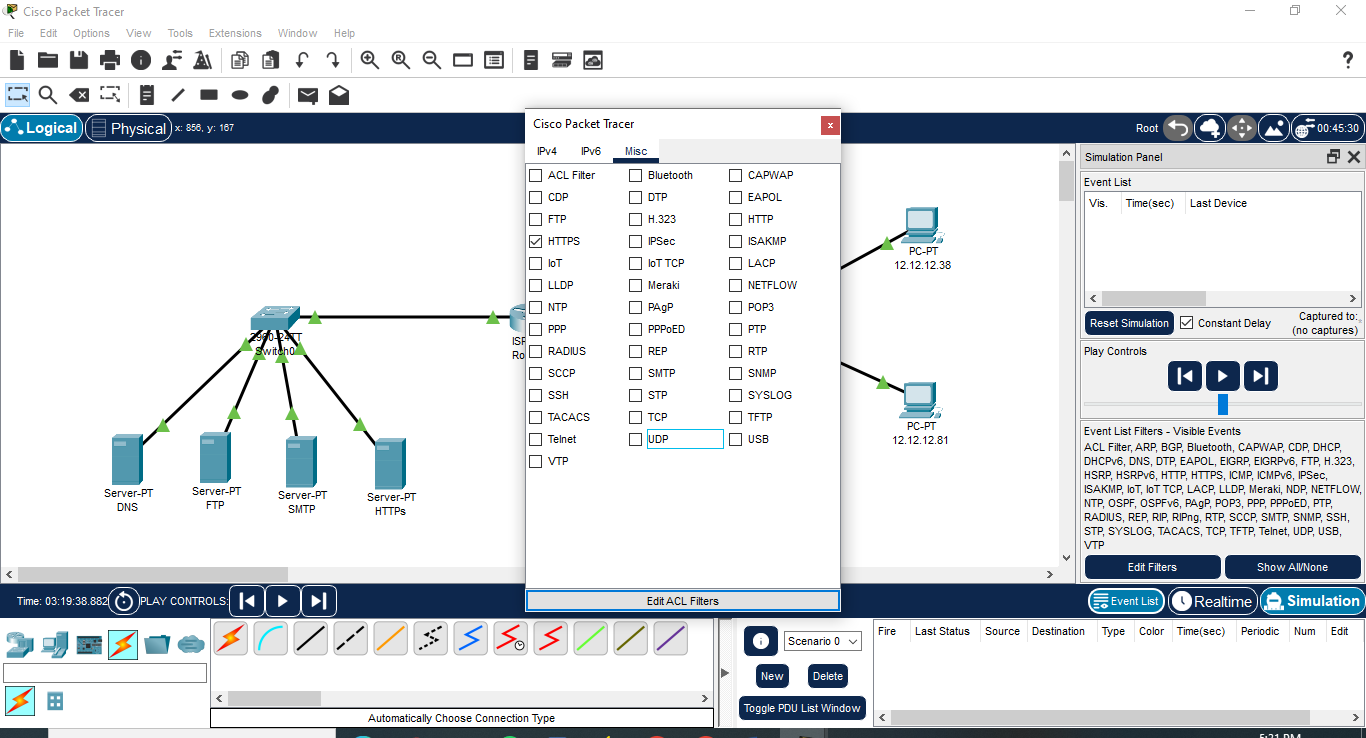 Cisco Packet Tracer
File Edit Options View Tools Extensions Window Help
Logical Physical x: 856, y: 167
Root 00:45:30
Cisco Packet Tracer
x
IPv4 IPv6 Misc
ACL Filter Bluetooth CAPWAP
CDP DTP EAPOL
FTP H.323 HTTP
HTTPS IPSec ISAKMP
IoT IoT TCP LACP
LLDP Meraki NETFLOW
NTP PAgP POP3
PPP PPPoED PTP
RADIUS REP RTP
SCCP SMTP SNMP
SSH STP SYSLOG
TACACS TCP TFTP
Telnet UDP USB
VTP
Edit ACL Filters
2960-24TT
Switch0
ISP
Ro
Server-PT
DNS
Server-PT
FTP
Server-PT
SMTP
Server-PT
HTTPs
PC-PT
12.12.12.38
PC-PT
12.12.12.81
Simulation Panel
Event List
Vis. Time(sec) Last Device
Reset Simulation Constant Delay
Captured to:
(no captures)
Play Controls
Event List Filters - Visible Events
ACL Filter, ARP, BGP, Bluetooth, CAPWAP, CDP, DHCP,
DHCPv6, DNS, DTP, EAPOL, EIGRP, EIGRPv6, FTP, H.323,
HSRP, HSRPv6, HTTP, HTTPS, ICMP, ICMPv6, IPSec,
ISAKMP, IoT, IoT TCP, LACP, LLDP, Meraki, NDP, NETFLOW,
NTP, OSPF, OSPFv6, PAgP, POP3, PPP, PPPoED, PTP,
RADIUS, REP, RIP, RIPng, RTP, SCCP, SMTP, SNMP, SSH,
STP, SYSLOG, TACACS, TCP, TFTP, Telnet, UDP, USB,
VTP
Edit Filters Show All/None
Time: 03:19:38.882 PLAY CONTROLS:
Event List Realtime Simulation
Automatically Choose Connection Type
Scenario 0
New Delete
Toggle PDU List Window
Fire Last Status Source Destination Type Color Time(sec) Periodic Num Edit
5:21 PM